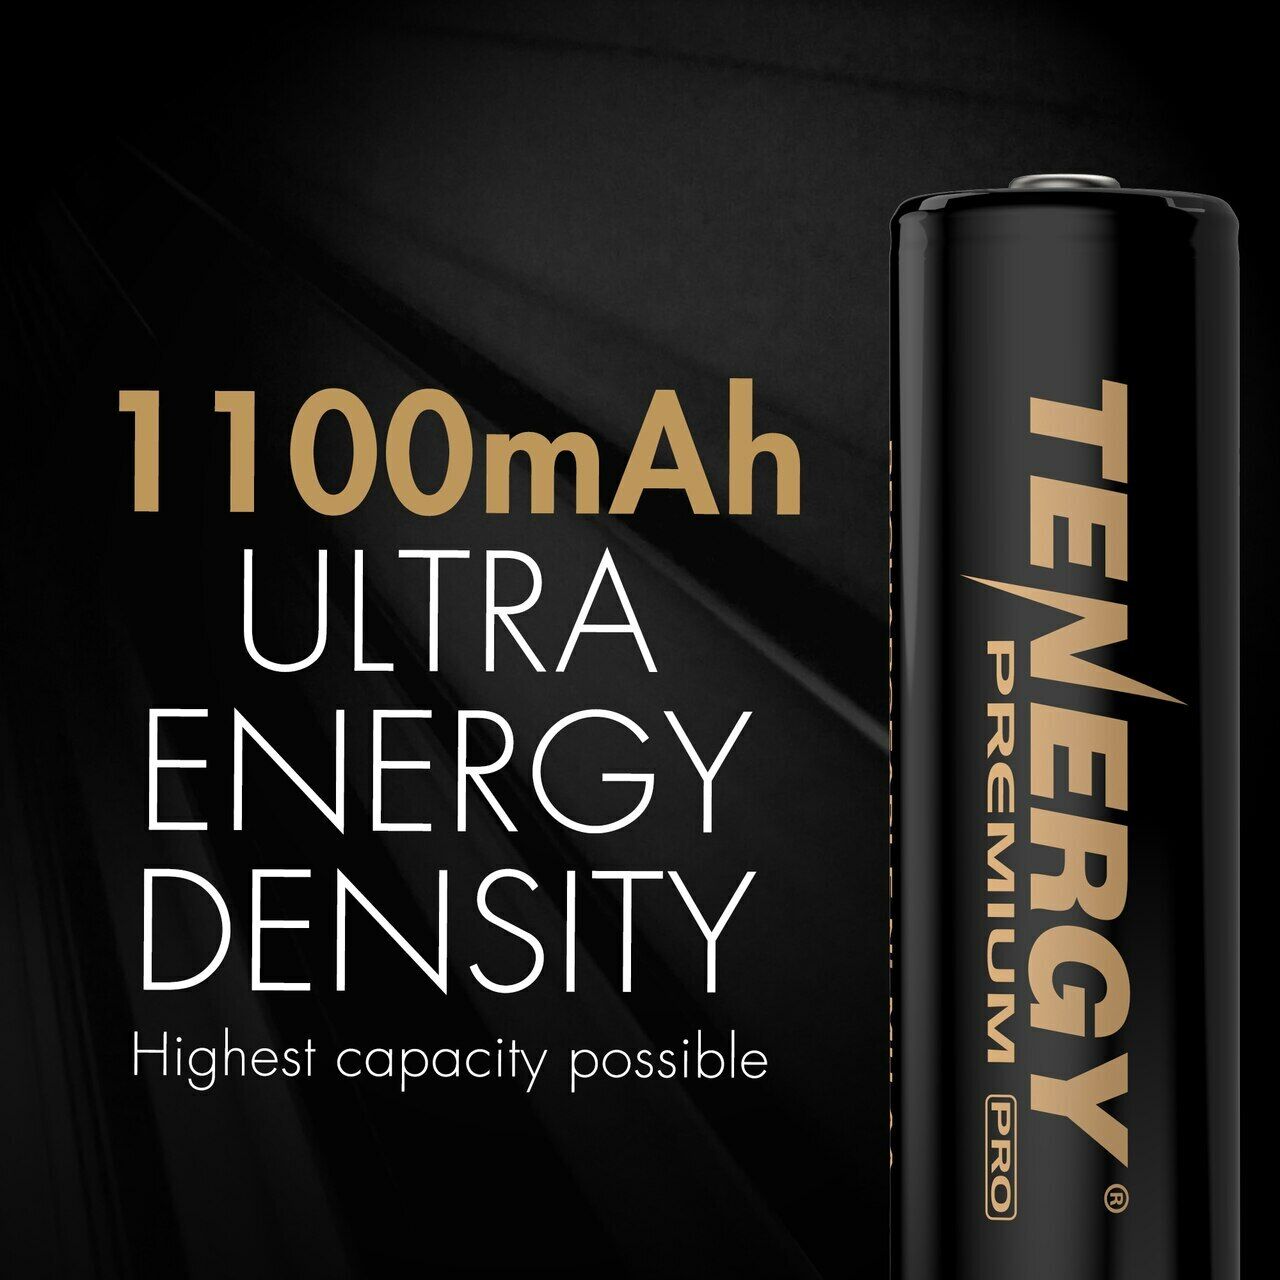 1100mAh
ULTRA
ENERGY
DENSITY
Highest capacity possible
TENERGY®
PREMIUM PRO